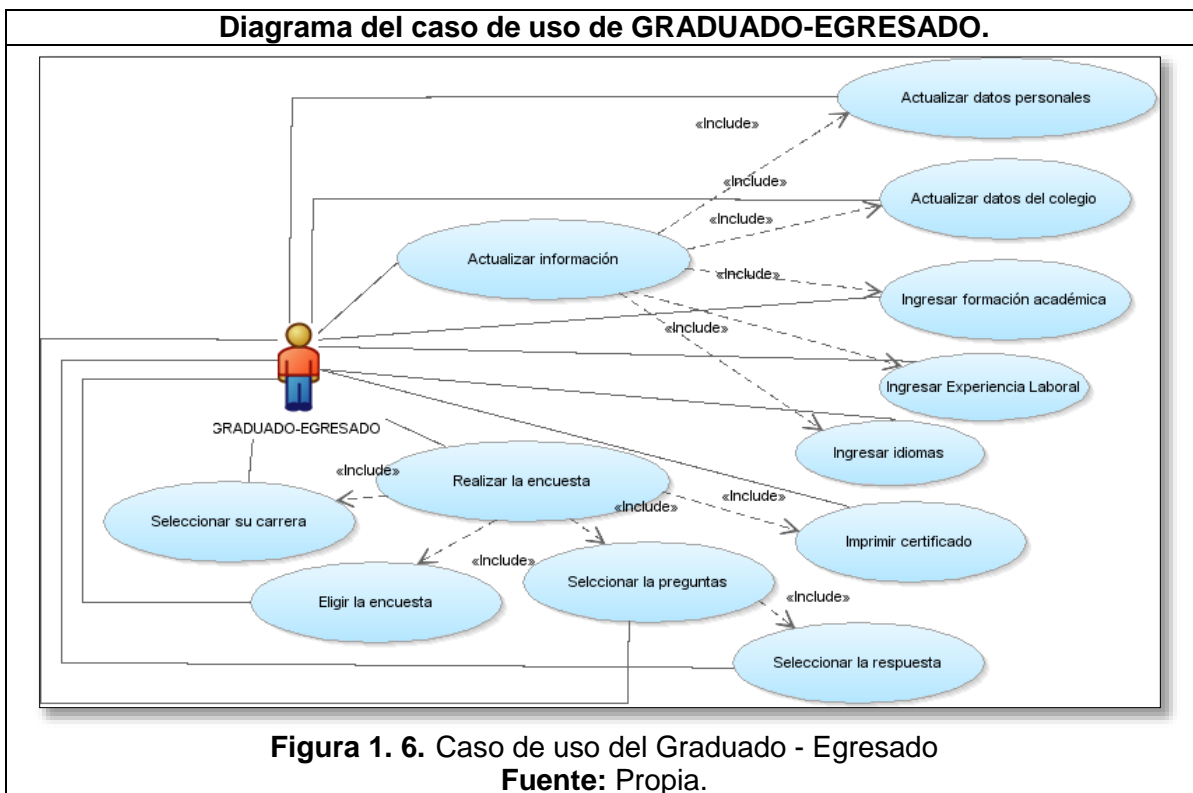 Diagrama del caso de uso de GRADUADO-EGRESADO.
Actualizar datos personales
«Include»
«Include»
Actualizar datos del colegio
«Include»
Actualizar información
«Include»
Ingresar formación académica
«Include»
Ingresar Experiencia Laboral
GRADUADO-EGRESADO
Ingresar idiomas
«Include»
Realizar la encuesta
«Include»
«Include»
Seleccionar su carrera
Imprimir certificado
«Include»
Selccionar la preguntas
«Include»
Eligir la encuesta
Seleccionar la respuesta
Figura 1. 6. Caso de uso del Graduado - Egresado
Fuente: Propia.